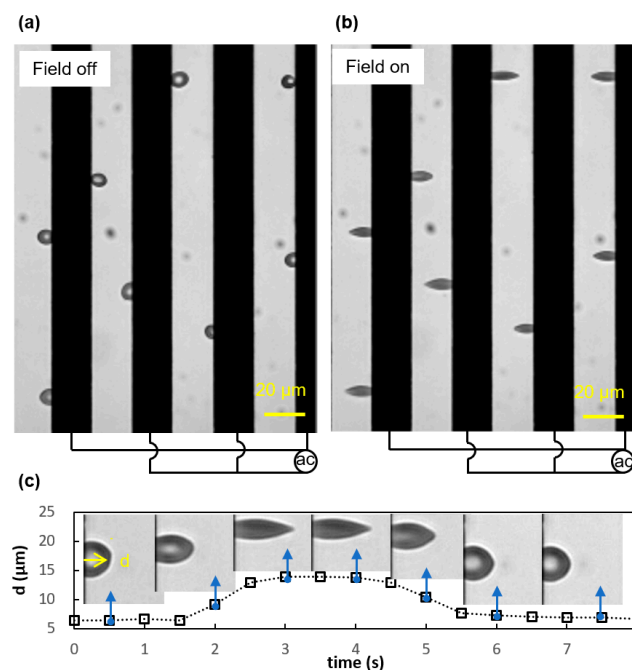 (a)
(b)
Field off
Field on
20 µm
20 µm
ac
ac
(c)
d (µm)
25
20
15
10
5
d
0 1 2 3 4 5 6 7
time (s)